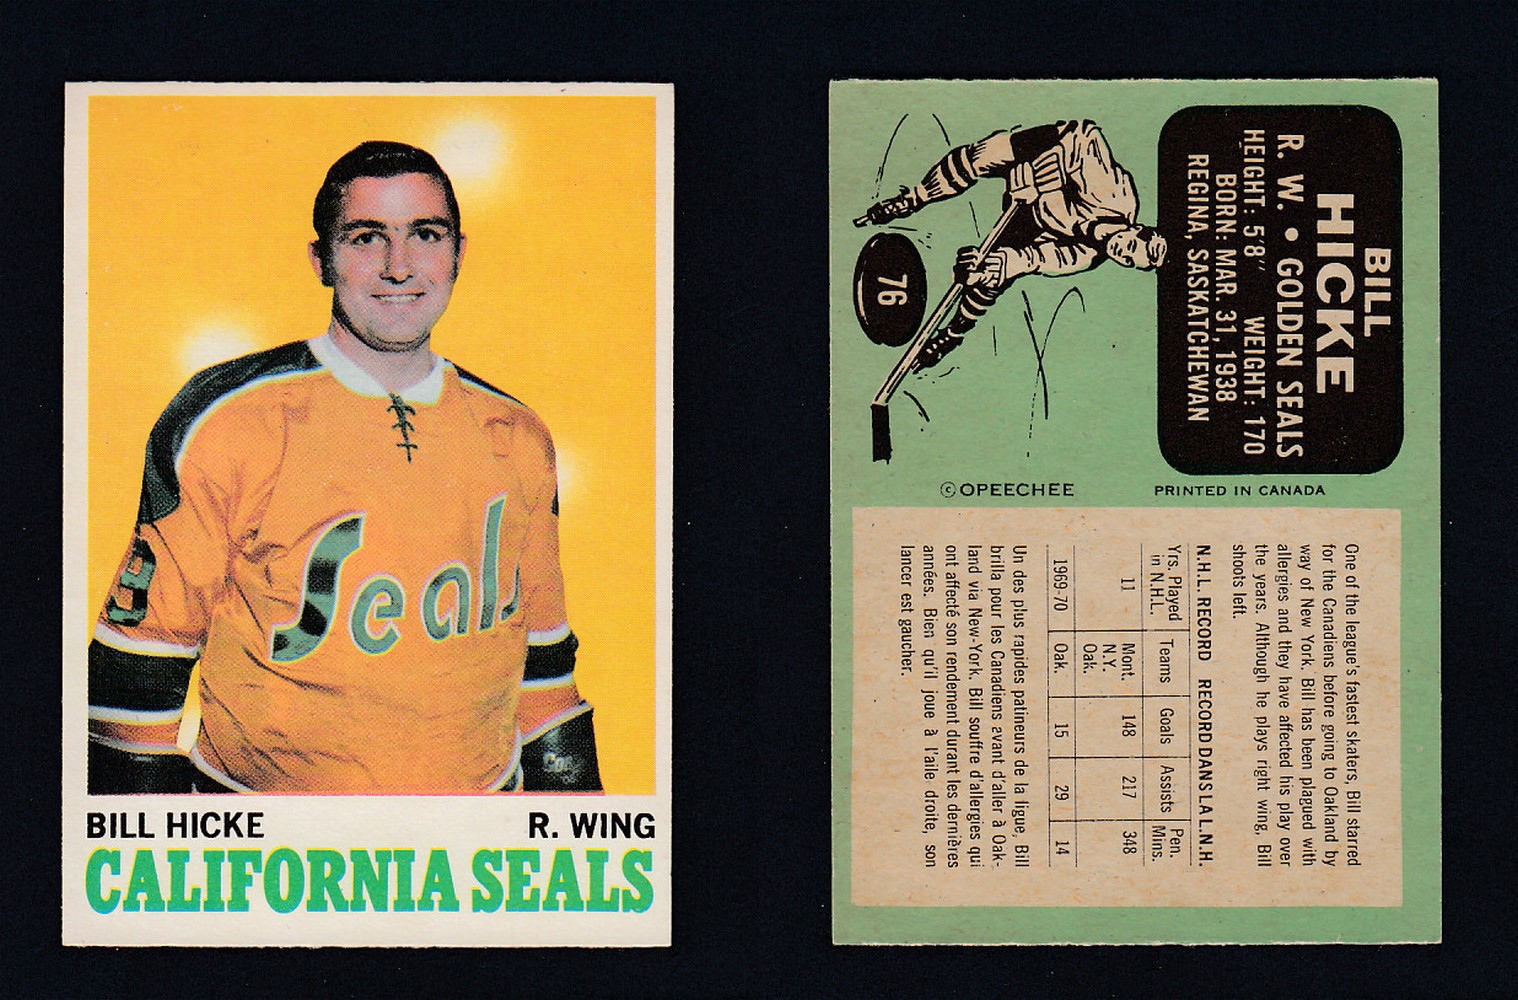 Seals
8
Coo
BILL HICKE R. WING
CALIFORNIA SEALS
BILL
HICKE
R. W. • GOLDEN SEALS
HEIGHT: 5'8" WEIGHT: 170
BORN: MAR. 31, 1938
REGINA, SASKATCHEWAN
76
©OPEECHEE PRINTED IN CANADA
One of the league's fastest skaters, Bill starred
for the Canadiens before going to Oakland by
way of New York. Bill has been plagued with
allergies and they have affected his play over
the years. Although he plays right wing, Bill
shoots left.
N.H.L. RECORD RECORD DANS LA L.N.H.
Yrs. Played in N.H.L. Teams Goals Assists Pen. Mins.
11 Mont. 148 217 348
N.Y.
Oak.
1969-70 Oak. 15 29 14
Un des plus rapides patineurs de la ligue, Bill
brilla pour les Canadiens avant d'aller à Oak-
land via New-York. Bill souffre d'allergies qui
ont affecté son rendement durant les dernières
années. Bien qu'il joue à l'aile droite, son
lancer est gaucher.